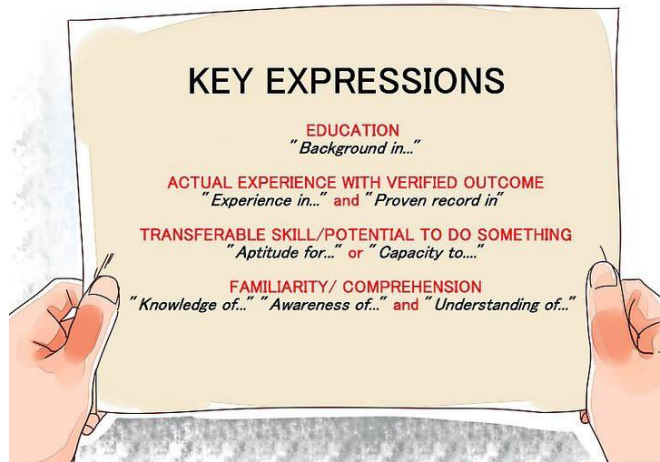 KEY EXPRESSIONS
EDUCATION
"Background in..."
ACTUAL EXPERIENCE WITH VERIFIED OUTCOME
"Experience in..." and "Proven record in"
TRANSFERABLE SKILL/POTENTIAL TO DO SOMETHING
"Aptitude for..." or "Capacity to...."
FAMILIARITY/ COMPREHENSION
"Knowledge of..." "Awareness of..." and "Understanding of..."